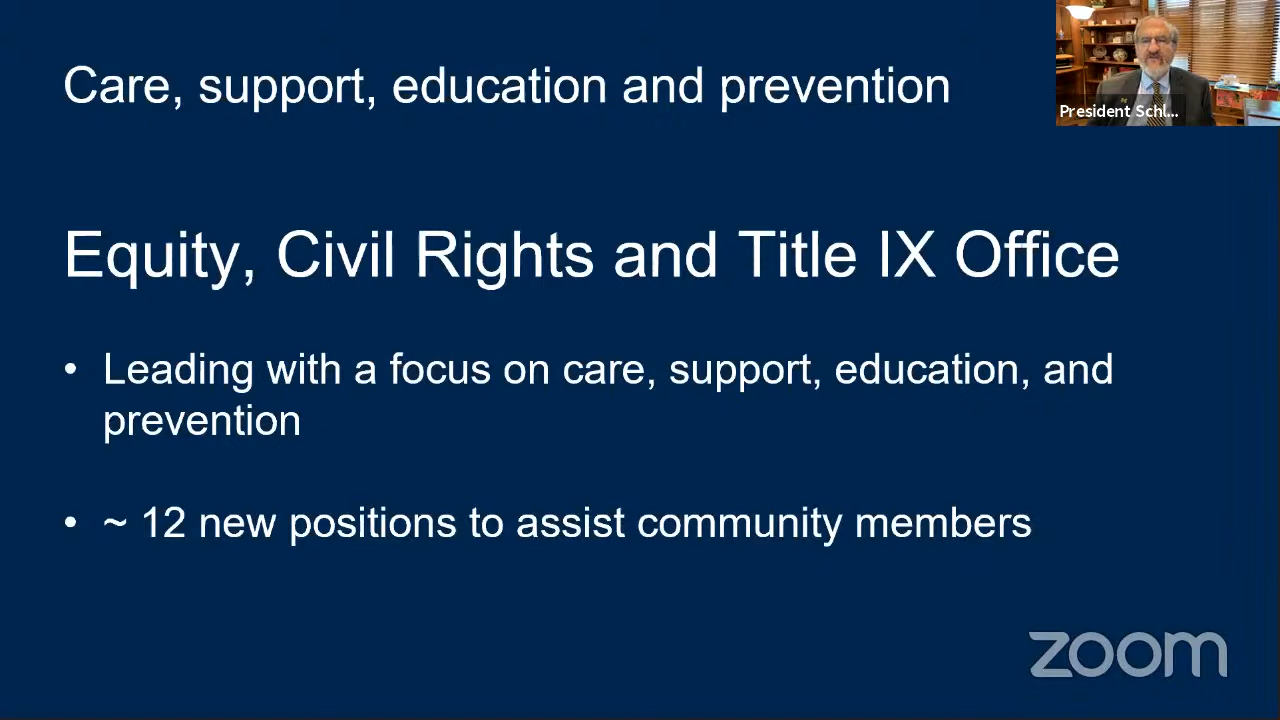 Care, support, education and prevention
President Schl...
Equity, Civil Rights and Title IX Office
• Leading with a focus on care, support, education, and
prevention
• ~ 12 new positions to assist community members
zoom